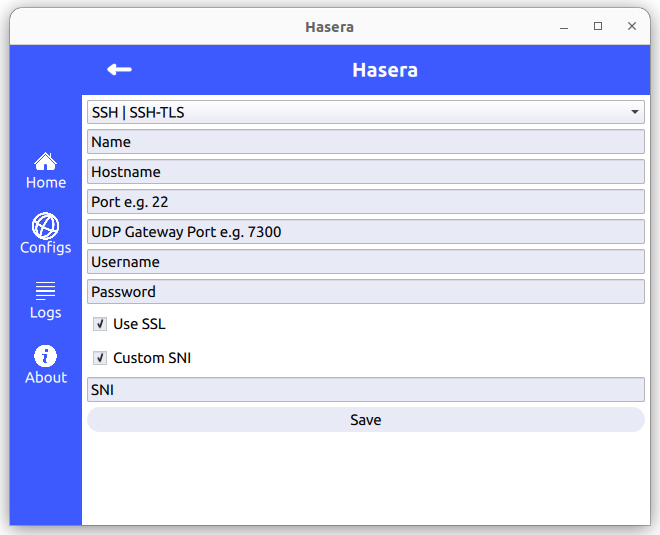 Hasera
Hasera
SSH | SSH-TLS
Name
Hostname
Port e.g. 22
UDP Gateway Port e.g. 7300
Username
Password
Use SSL
Custom SNI
SNI
Save
Home
Configs
Logs
About